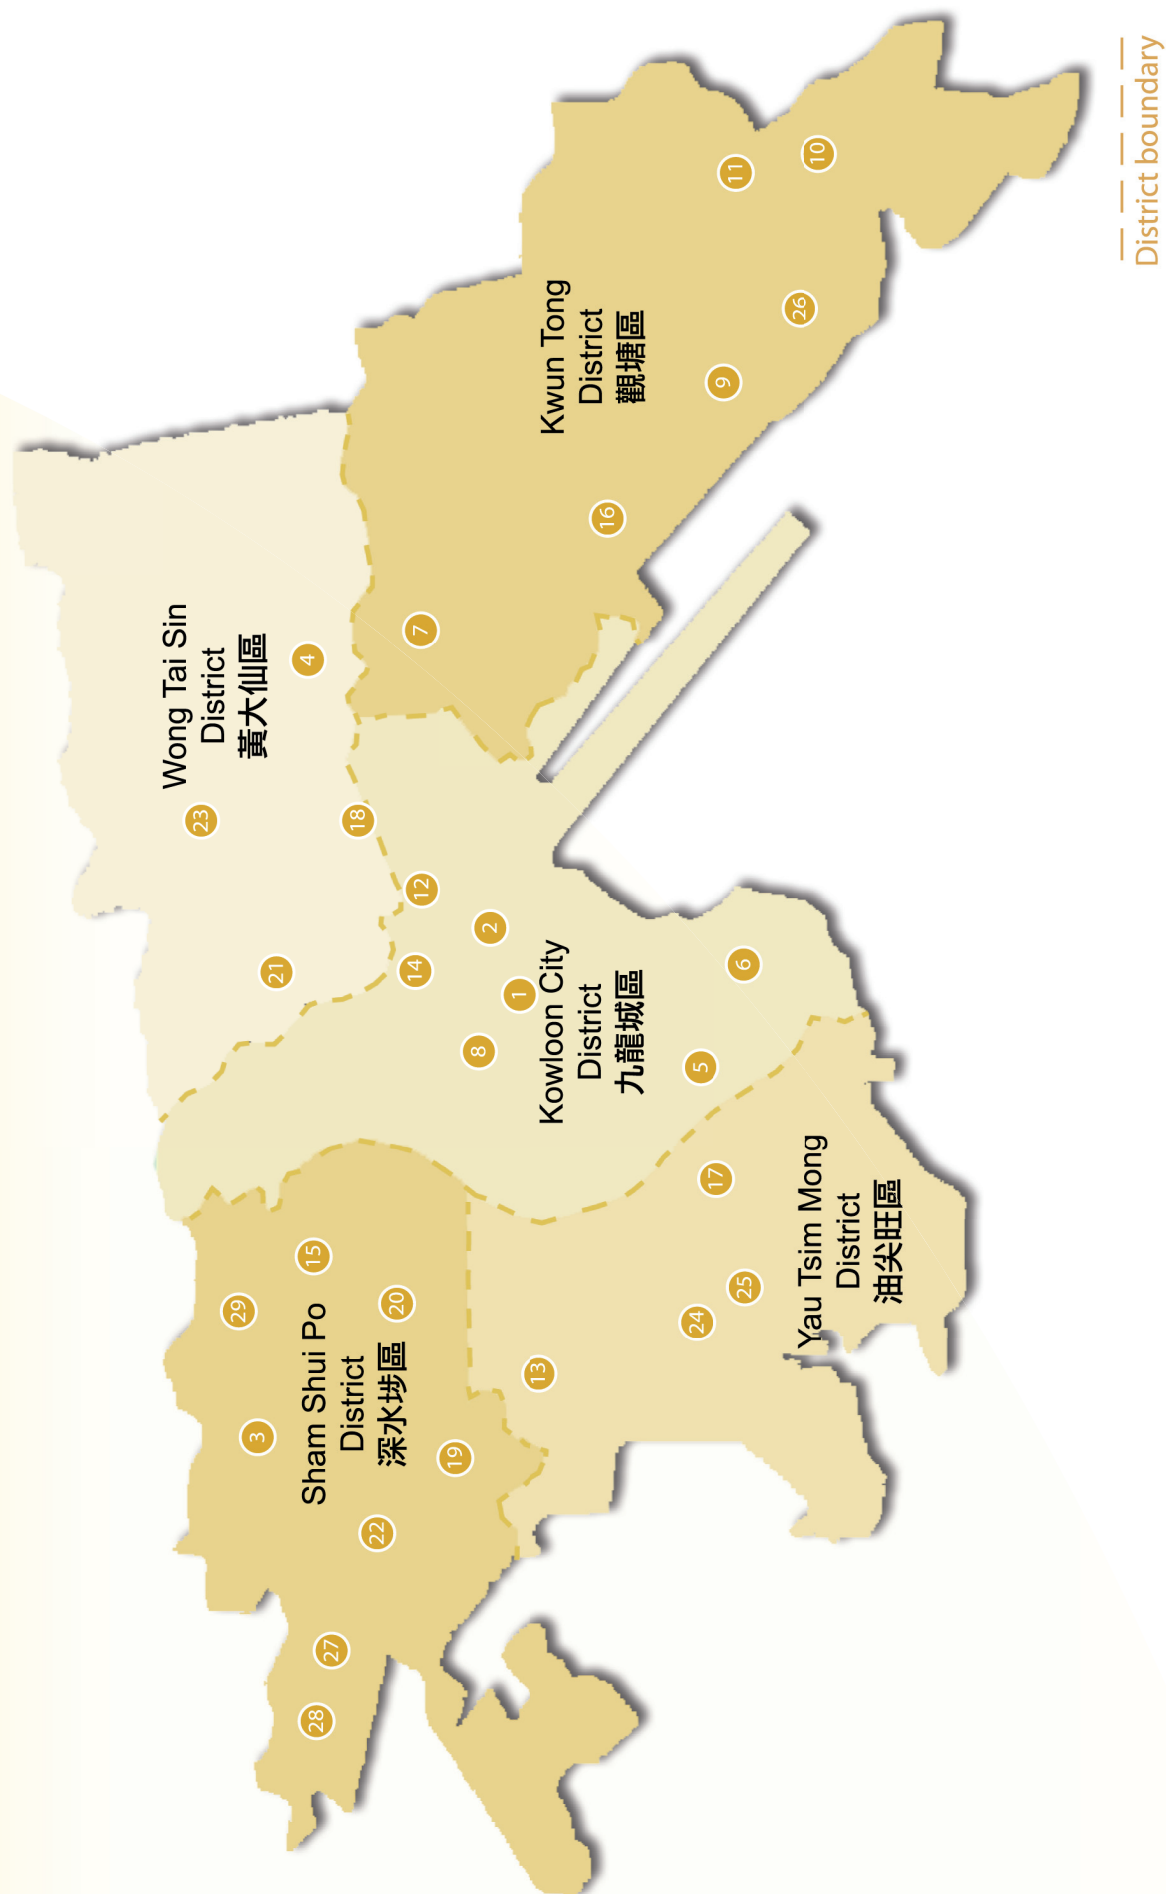 Sham Shui Po
District
深水埗區
Wong Tai Sin
District
黃大仙區
Kowloon City
District
九龍城區
Kwun Tong
District
觀塘區
Yau Tsim Mong
District
油尖旺區
28
27
22
3
19
29
20
15
13
24
25
17
5
8
1
6
21
14
2
12
23
18
4
7
16
9
26
11
10
District boundary